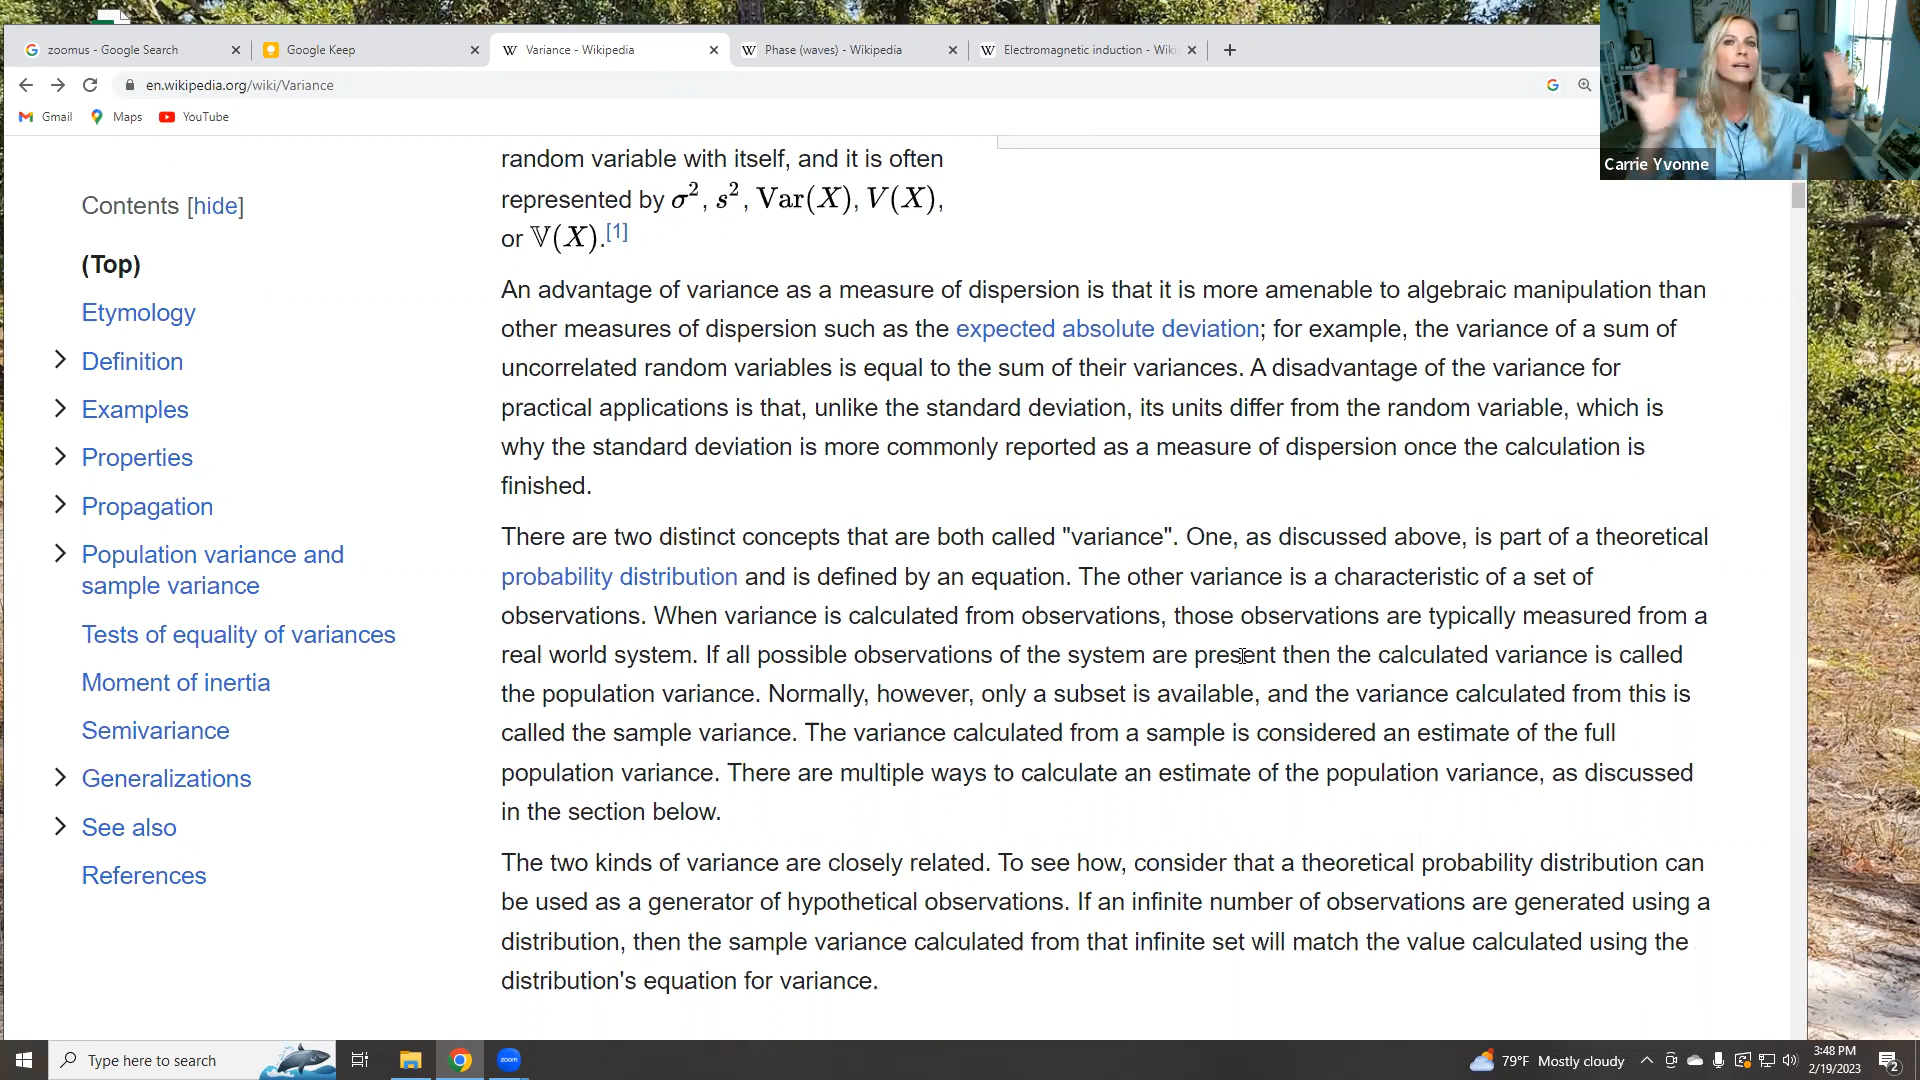 zoomus - Google Search
Google Keep
Variance - Wikipedia
Phase (waves) - Wikipedia
Electromagnetic induction - Wiki
en.wikipedia.org/wiki/Variance
Gmail
Maps
YouTube
Carrie Yvonne
Contents [hide]
(Top)
Etymology
Definition
Examples
Properties
Propagation
Population variance and
sample variance
Tests of equality of variances
Moment of inertia
Semivariance
Generalizations
See also
References
random variable with itself, and it is often
represented by σ², s², Var(X), V(X),
or 𝕍(X).[1]
An advantage of variance as a measure of dispersion is that it is more amenable to algebraic manipulation than
other measures of dispersion such as the expected absolute deviation; for example, the variance of a sum of
uncorrelated random variables is equal to the sum of their variances. A disadvantage of the variance for
practical applications is that, unlike the standard deviation, its units differ from the random variable, which is
why the standard deviation is more commonly reported as a measure of dispersion once the calculation is
finished.
There are two distinct concepts that are both called "variance". One, as discussed above, is part of a theoretical
probability distribution and is defined by an equation. The other variance is a characteristic of a set of
observations. When variance is calculated from observations, those observations are typically measured from a
real world system. If all possible observations of the system are present then the calculated variance is called
the population variance. Normally, however, only a subset is available, and the variance calculated from this is
called the sample variance. The variance calculated from a sample is considered an estimate of the full
population variance. There are multiple ways to calculate an estimate of the population variance, as discussed
in the section below.
The two kinds of variance are closely related. To see how, consider that a theoretical probability distribution can
be used as a generator of hypothetical observations. If an infinite number of observations are generated using a
distribution, then the sample variance calculated from that infinite set will match the value calculated using the
distribution's equation for variance.
Type here to search
zoom
79°F Mostly cloudy
3:48 PM
2/19/2023
2